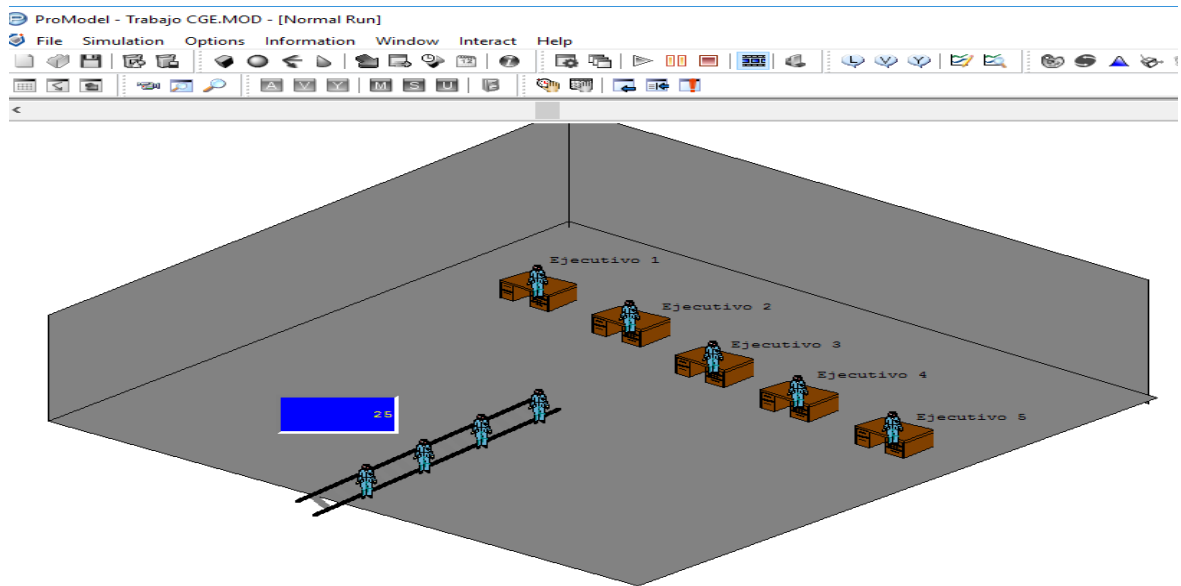 ProModel - Trabajo CGE.MOD - [Normal Run]
File Simulation Options Information Window Interact Help
Ejecutivo 1
Ejecutivo 2
Ejecutivo 3
Ejecutivo 4
Ejecutivo 5
25